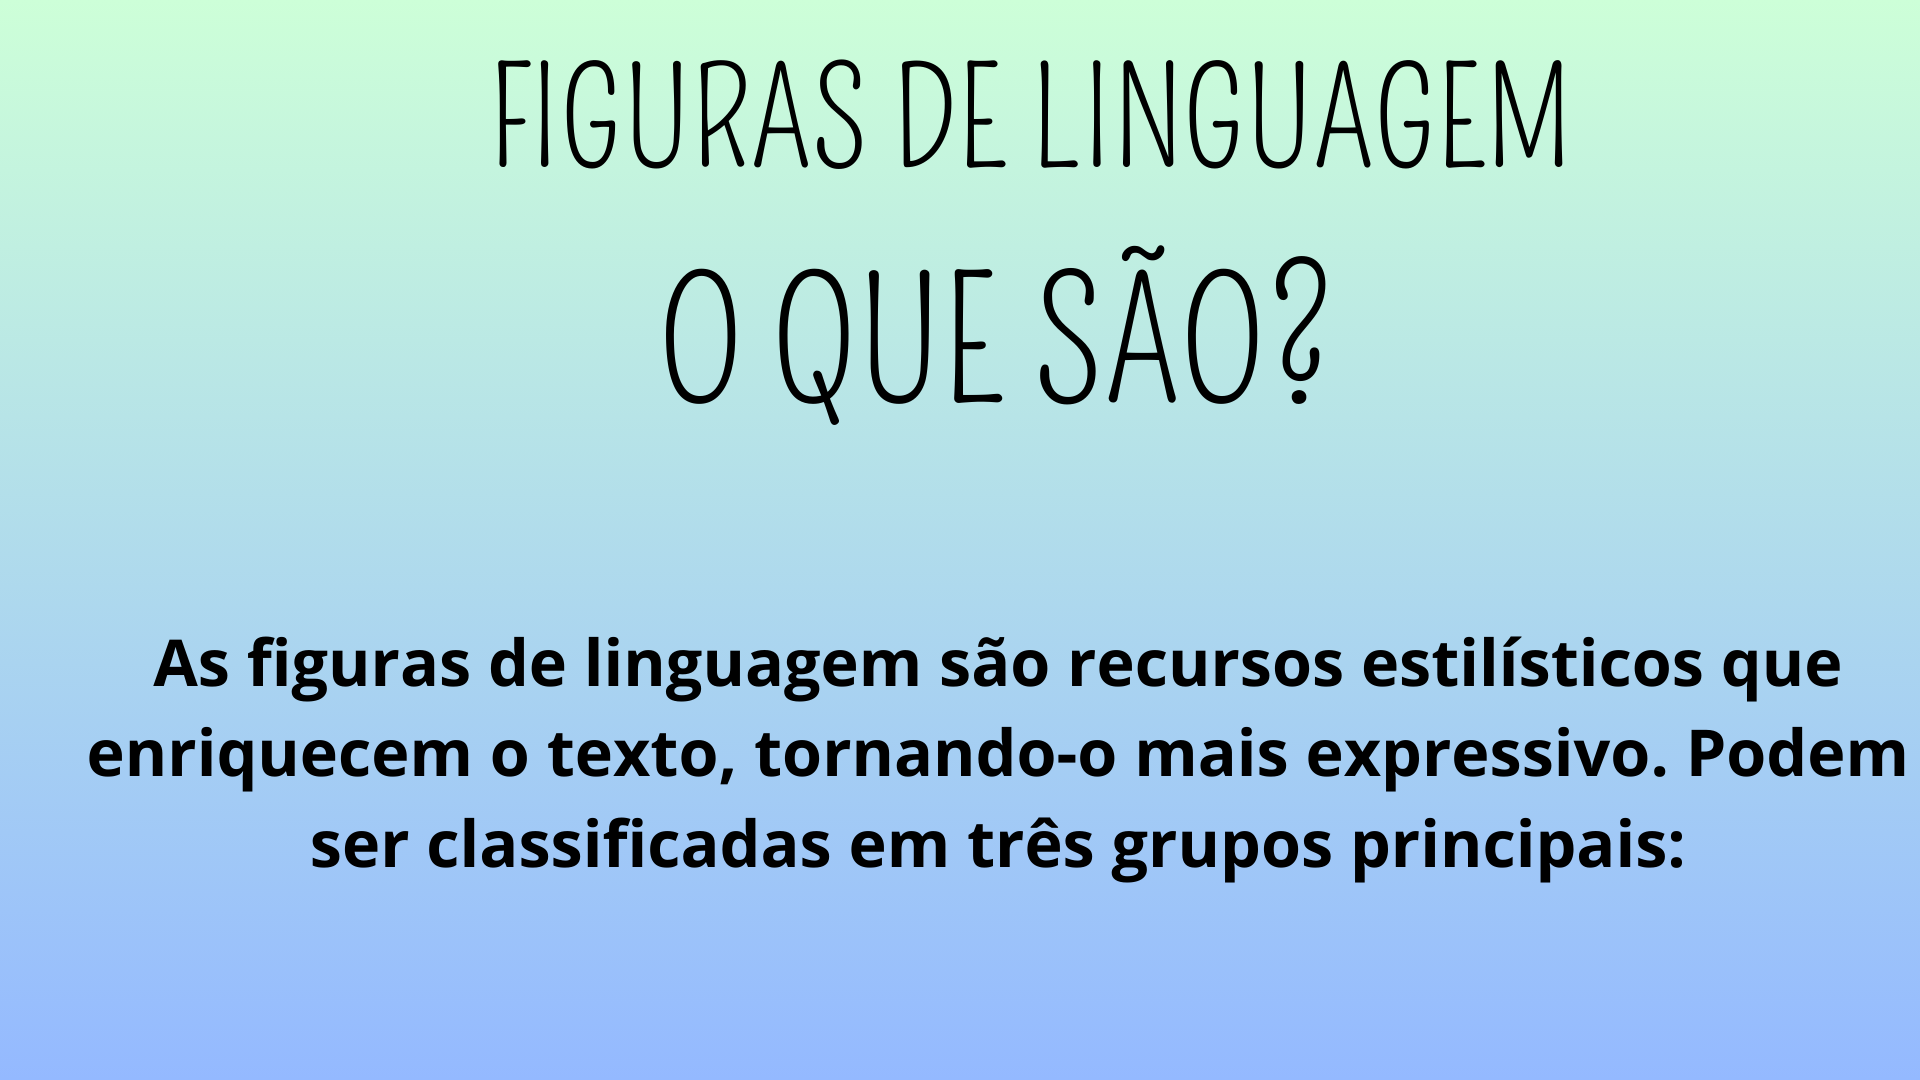 FIGURAS DE LINGUAGEM
O QUE SÃO?
As figuras de linguagem são recursos estilísticos que
enriquecem o texto, tornando-o mais expressivo. Podem
ser classificadas em três grupos principais: